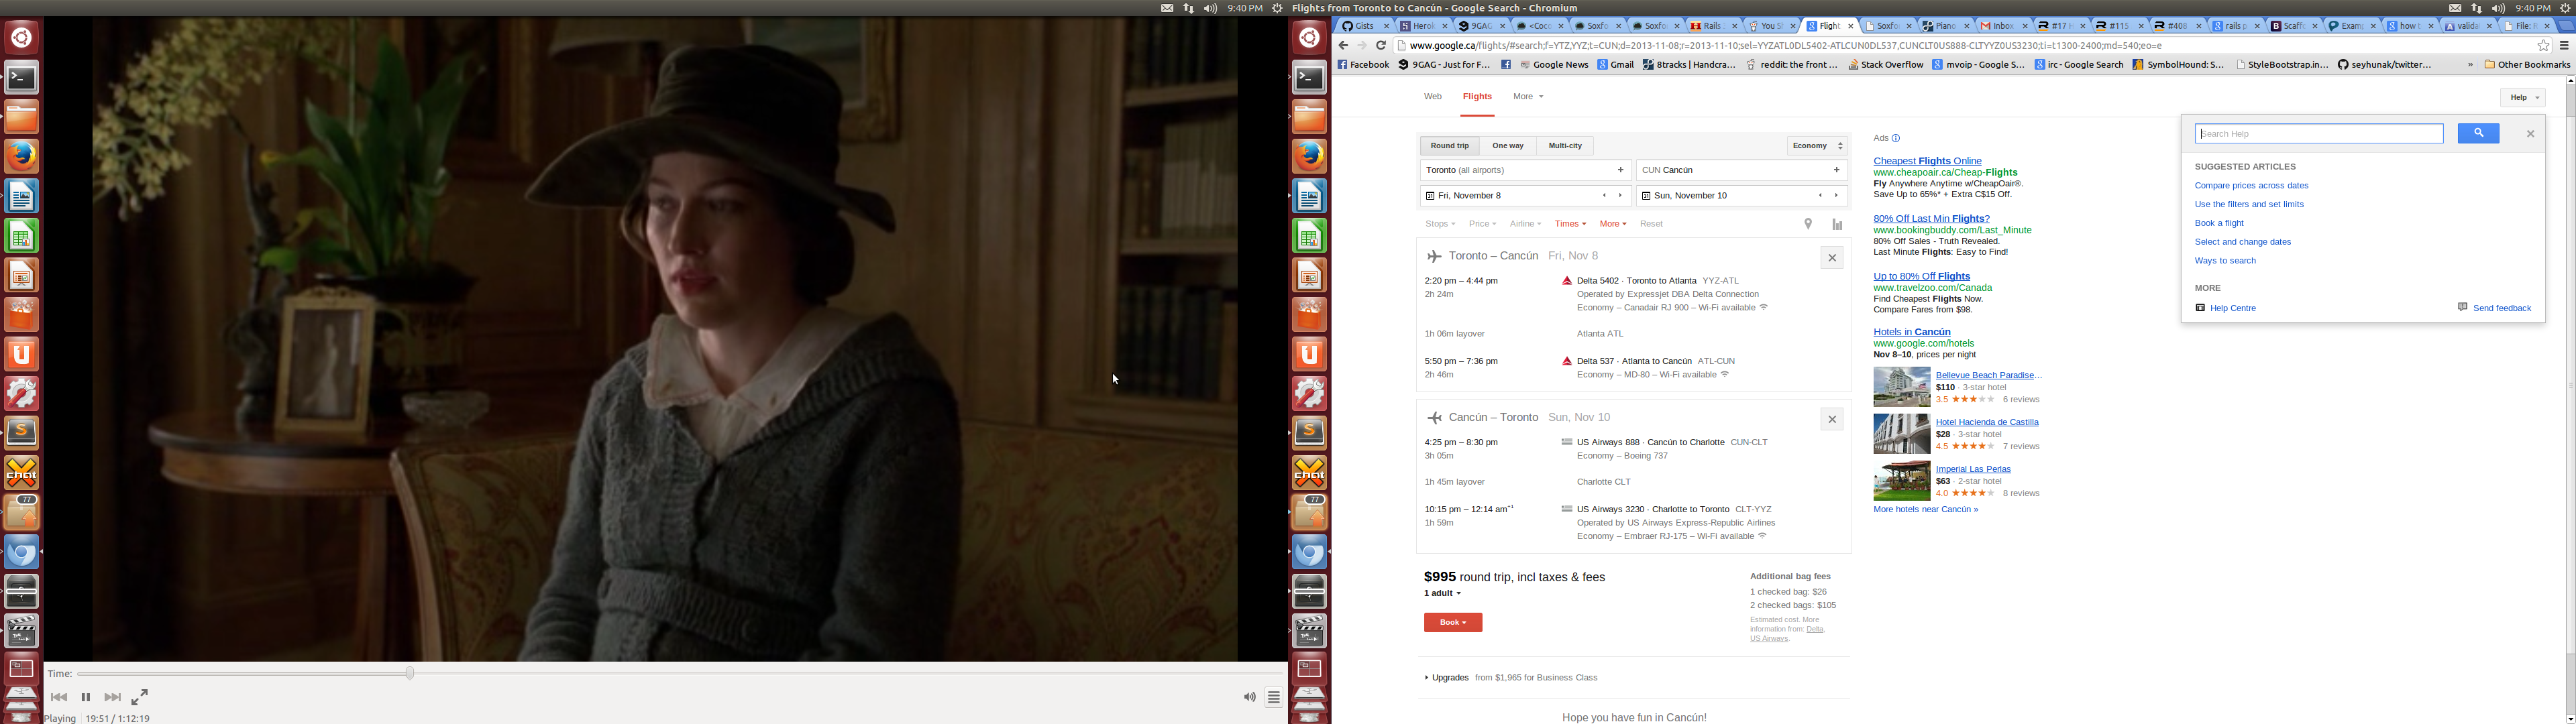 9:40 PM
Flights from Toronto to Cancún - Google Search - Chromium
9:40 PM
Gists
Herok
9GAG
<Coco
Soxfo
Soxfo
Rails
You S
Flight
Soxfo
Piano
Inbox
#17 H
#115
#408
rails p
Scaffo
Examp
how t
validat
File: R
www.google.ca/flights/#search;f=YTZ,YYZ;t=CUN;d=2013-11-08;r=2013-11-10;sel=YYZATL0DL5402-ATLCUN0DL537,CUNCLT0US888-CLTYYZ0US3230;ti=t1300-2400;md=540;eo=e
Facebook
9GAG - Just for F...
Google News
Gmail
8tracks | Handcra...
reddit: the front ...
Stack Overflow
mvoip - Google S...
irc - Google Search
SymbolHound: S...
StyleBootstrap.in...
seyhunak/twitter...
»
Other Bookmarks
Web
Flights
More
Help
Search Help
SUGGESTED ARTICLES
Compare prices across dates
Use the filters and set limits
Book a flight
Select and change dates
Ways to search
MORE
Help Centre
Send feedback
Round trip
One way
Multi-city
Economy
Toronto (all airports) +
CUN Cancún +
Fri, November 8
Sun, November 10
Stops
Price
Airline
Times
More
Reset
Toronto – Cancún Fri, Nov 8
2:20 pm – 4:44 pm
Delta 5402 · Toronto to Atlanta YYZ-ATL
2h 24m
Operated by Expressjet DBA Delta Connection
Economy – Canadair RJ 900 – Wi-Fi available
1h 06m layover
Atlanta ATL
5:50 pm – 7:36 pm
Delta 537 · Atlanta to Cancún ATL-CUN
2h 46m
Economy – MD-80 – Wi-Fi available
Cancún – Toronto Sun, Nov 10
4:25 pm – 8:30 pm
US Airways 888 · Cancún to Charlotte CUN-CLT
3h 05m
Economy – Boeing 737
1h 45m layover
Charlotte CLT
10:15 pm – 12:14 am+1
US Airways 3230 · Charlotte to Toronto CLT-YYZ
1h 59m
Operated by US Airways Express-Republic Airlines
Economy – Embraer RJ-175 – Wi-Fi available
$995 round trip, incl taxes & fees
1 adult
Book
Additional bag fees
1 checked bag: $26
2 checked bags: $105
Estimated cost. More
information from: Delta,
US Airways.
Upgrades from $1,965 for Business Class
Hope you have fun in Cancún!
Ads
Cheapest Flights Online
www.cheapoair.ca/Cheap-Flights
Fly Anywhere Anytime w/CheapOair®.
Save Up to 65%* + Extra C$15 Off.
80% Off Last Min Flights?
www.bookingbuddy.com/Last_Minute
80% Off Sales - Truth Revealed.
Last Minute Flights: Easy to Find!
Up to 80% Off Flights
www.travelzoo.com/Canada
Find Cheapest Flights Now.
Compare Fares from $98.
Hotels in Cancún
www.google.com/hotels
Nov 8–10, prices per night
Bellevue Beach Paradise...
$110 · 3-star hotel
3.5 6 reviews
Hotel Hacienda de Castilla
$28 · 3-star hotel
4.5 7 reviews
Imperial Las Perlas
$63 · 2-star hotel
4.0 8 reviews
More hotels near Cancún »
77
77
Time:
Playing
19:51 / 1:12:19